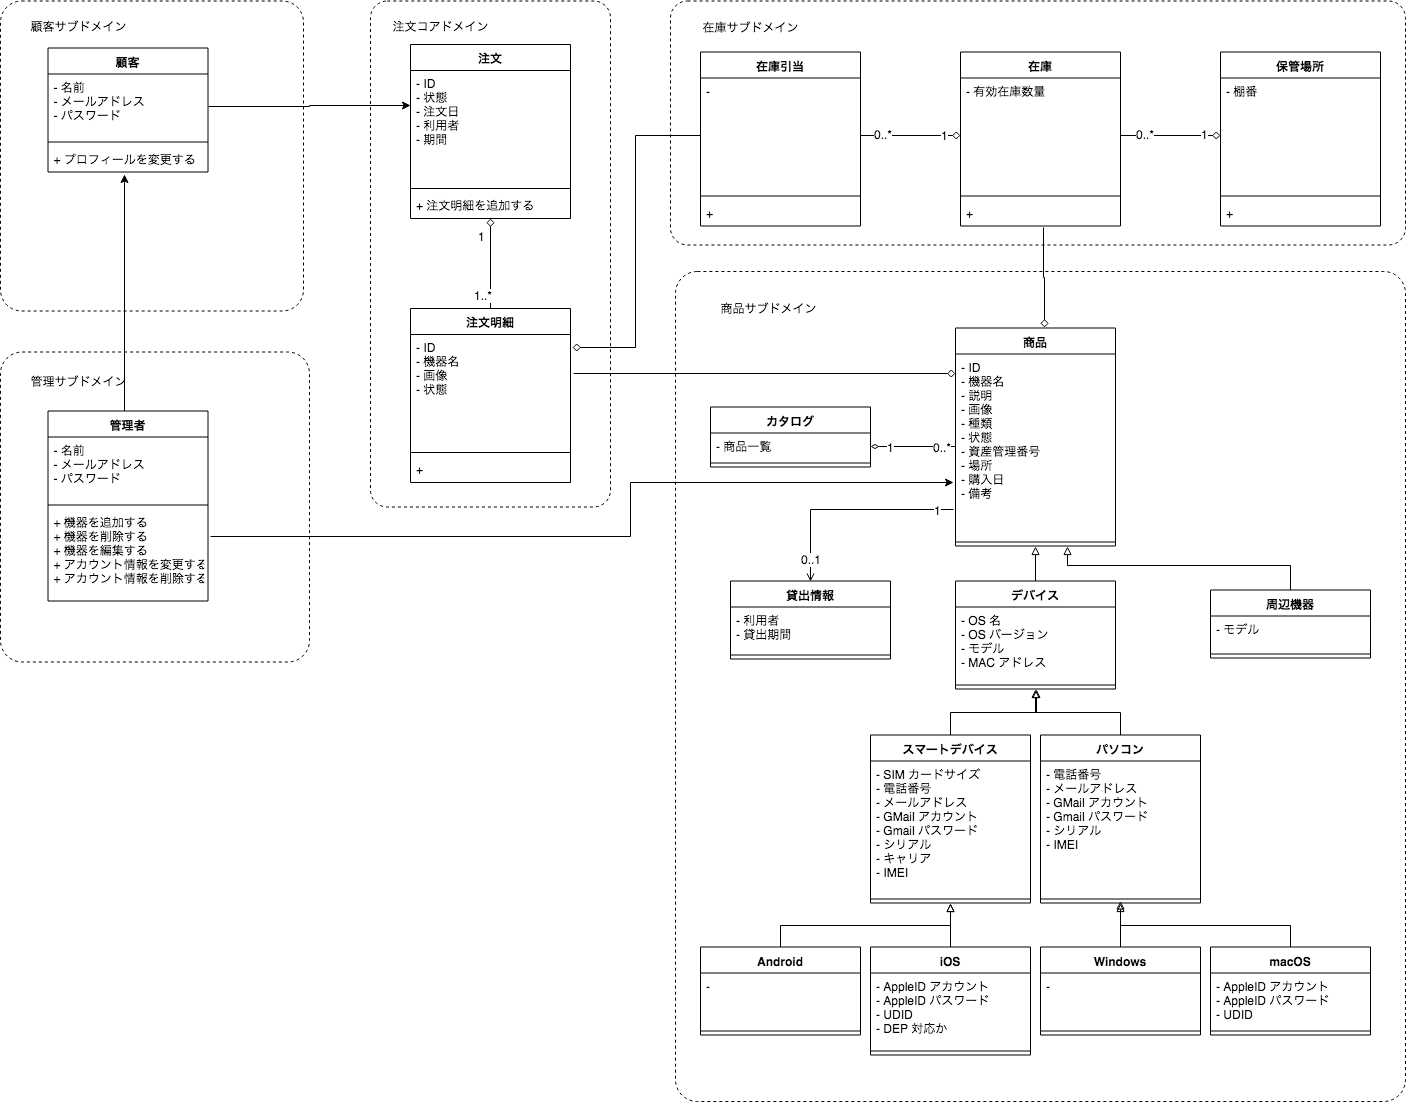 顧客サブドメイン
顧客
- 名前
- メールアドレス
- パスワード
+ プロフィールを変更する
管理サブドメイン
管理者
- 名前
- メールアドレス
- パスワード
+ 機器を追加する
+ 機器を削除する
+ 機器を編集する
+ アカウント情報を変更する
+ アカウント情報を削除する
注文コアドメイン
注文
- ID
- 状態
- 注文日
- 利用者
- 期間
+ 注文明細を追加する
1
1..*
注文明細
- ID
- 機器名
- 画像
- 状態
+
在庫サブドメイン
在庫引当
-
+
0..*
1
在庫
- 有効在庫数量
+
0..*
1
保管場所
- 棚番
+
商品サブドメイン
商品
- ID
- 機器名
- 説明
- 画像
- 種類
- 状態
- 資産管理番号
- 場所
- 購入日
- 備考
カタログ
- 商品一覧
1
0..*
1
0..1
貸出情報
- 利用者
- 貸出期間
デバイス
- OS 名
- OS バージョン
- モデル
- MAC アドレス
周辺機器
- モデル
スマートデバイス
- SIM カードサイズ
- 電話番号
- メールアドレス
- GMail アカウント
- Gmail パスワード
- シリアル
- キャリア
- IMEI
パソコン
- 電話番号
- メールアドレス
- GMail アカウント
- Gmail パスワード
- シリアル
- IMEI
Android
-
iOS
- AppleID アカウント
- AppleID パスワード
- UDID
- DEP 対応か
Windows
-
macOS
- AppleID アカウント
- AppleID パスワード
- UDID